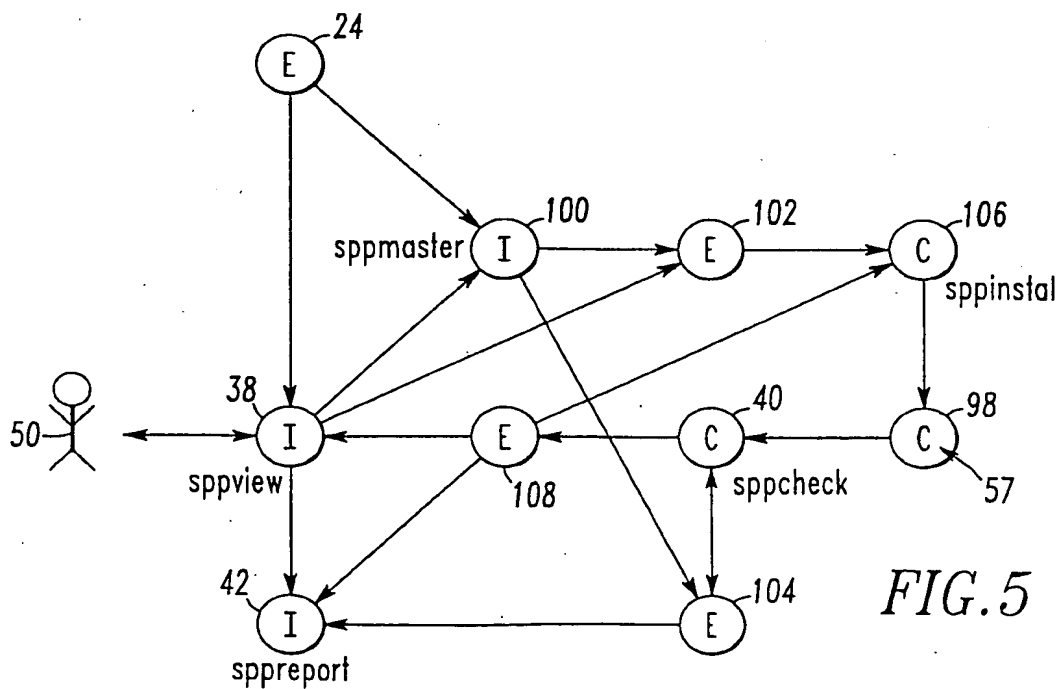 24
E
100
102
106
sppmaster
I
E
C
sppinstal
38
40
98
50
I
E
C
C
sppview
108
sppcheck
57
42
104
I
E
FIG.5
sppreport